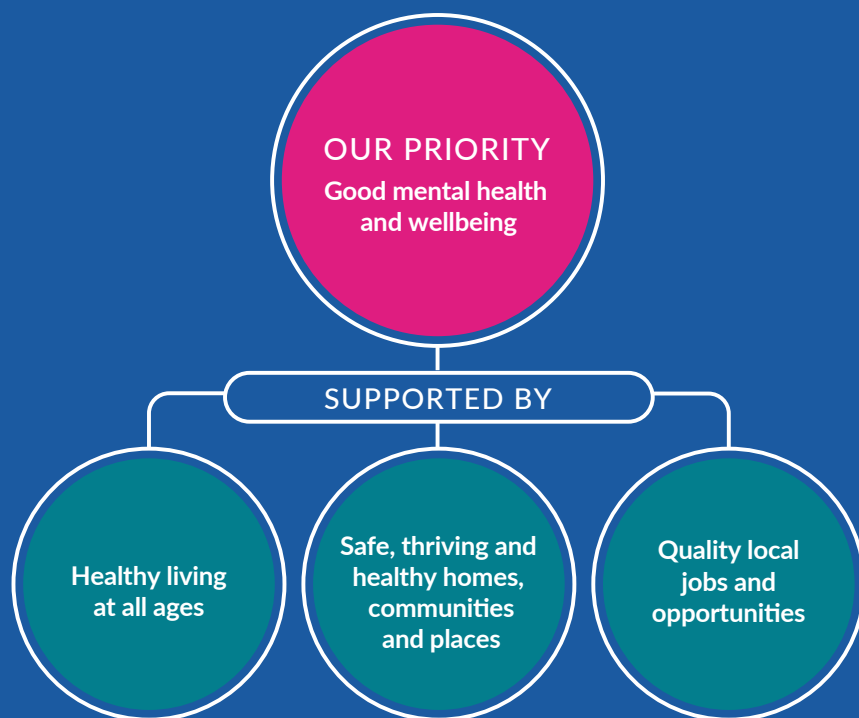 OUR PRIORITY
Good mental health
and wellbeing
SUPPORTED BY
Healthy living
at all ages
Safe, thriving and
healthy homes,
communities
and places
Quality local
jobs and
opportunities